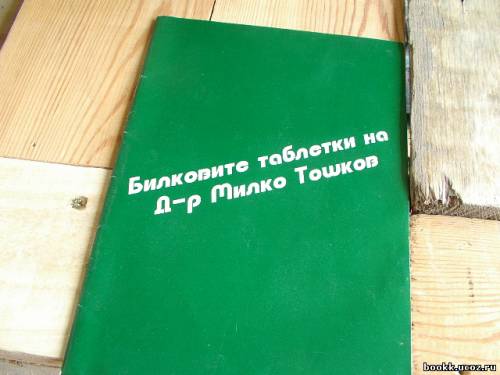 Билковите таблетки на
Д-р Милко Тошков
bookk.ucoz.ru